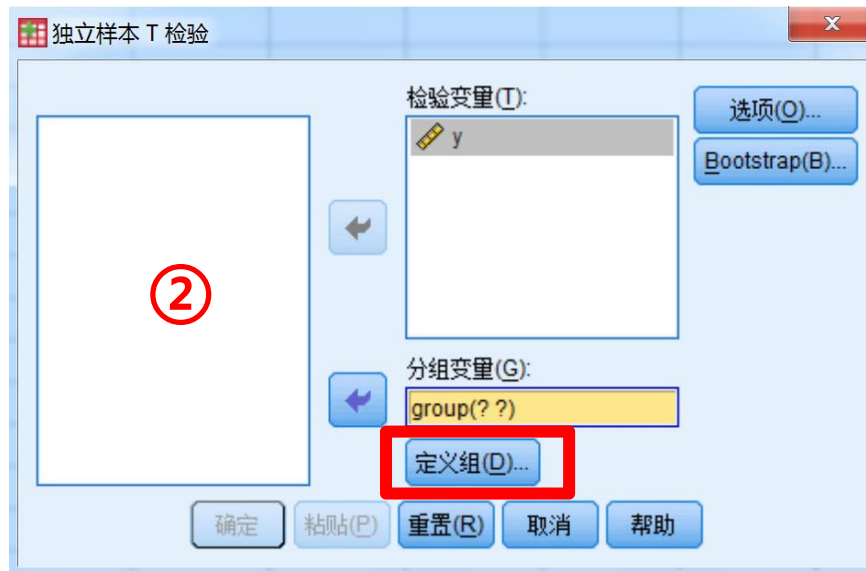 独立样本 T 检验
x
检验变量(T):
y
选项(O)...
Bootstrap(B)...
②
分组变量(G):
group(? ?)
定义组(D)...
确定
粘贴(P)
重置(R)
取消
帮助